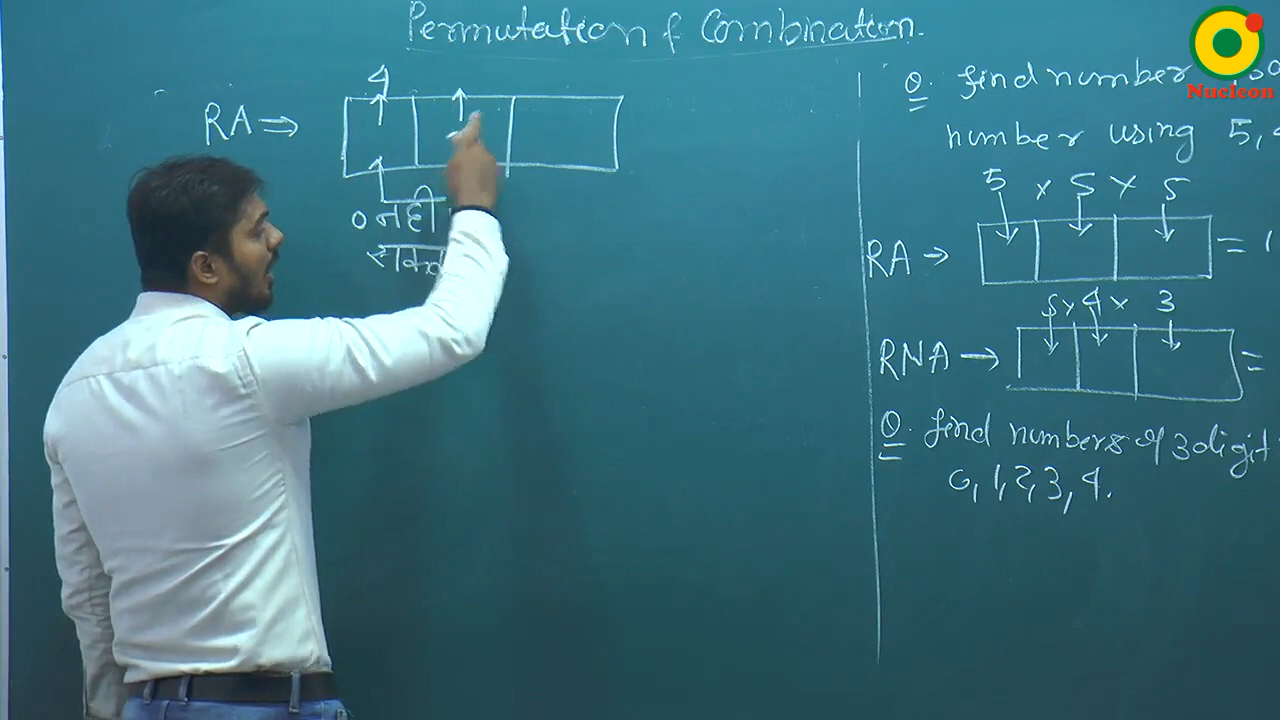 Permutation & Combination.
4
RA ⇒
0 नहीं
Q. find number
number using 5,
5 x 5 x 5
RA → = 1
5 x 4 x 3
RNA → =
Q. find numbers of 3 digit
0, 1, 2, 3, 4.
Nucleon